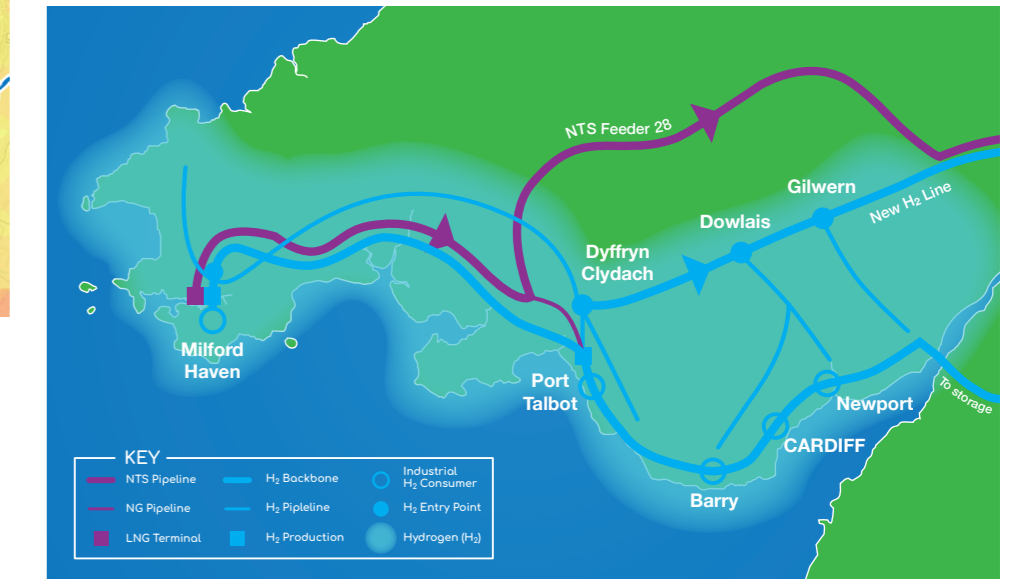 NTS Feeder 28
Gilwern
New H₂ Line
Dowlais
Dyffryn
Clydach
Milford
Haven
Port
Talbot
To storage
Newport
CARDIFF
Barry
KEY
NTS Pipeline
H₂ Backbone
Industrial
H₂ Consumer
NG Pipeline
H₂ Pipleline
H₂ Entry Point
LNG Terminal
H₂ Production
Hydrogen (H₂)